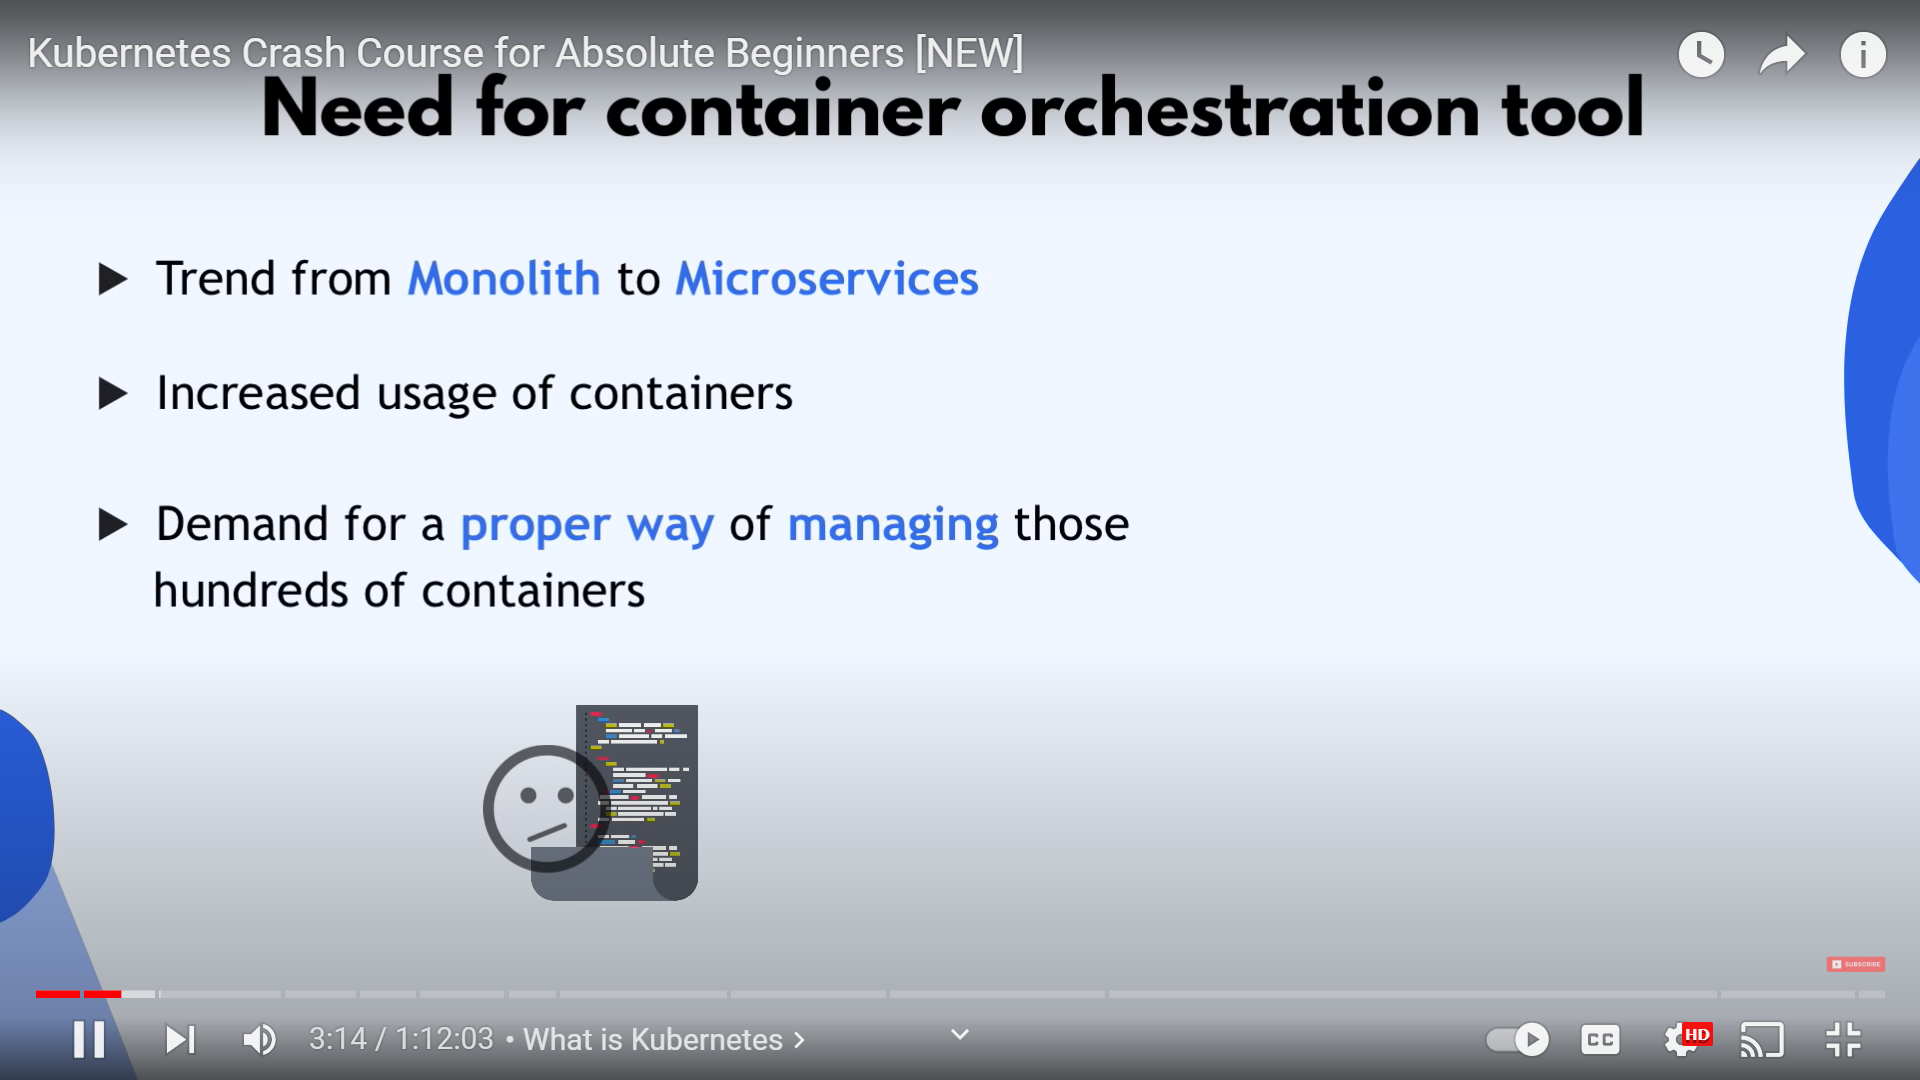 Kubernetes Crash Course for Absolute Beginners [NEW]
Need for container orchestration tool
Trend from Monolith to Microservices
Increased usage of containers
Demand for a proper way of managing those
hundreds of containers
SUBSCRIBE
3:14 / 1:12:03 • What is Kubernetes
CC
HD